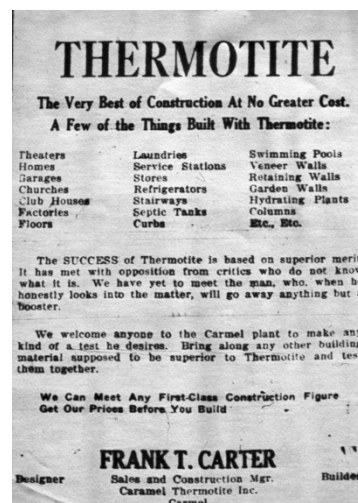 THERMOTITE
The Very Best of Construction At No Greater Cost.
A Few of the Things Built With Thermotite:
Theaters Laundries Swimming Pools
Homes Service Stations Veneer Walls
Garages Stores Retaining Walls
Churches Refrigerators Garden Walls
Club Houses Stairways Hydrating Plants
Factories Septic Tanks Columns
Floors Curbs Etc., Etc.
The SUCCESS of Thermotite is based on superior merit
It has met with opposition from critics who do not know
what it is. We have yet to meet the man, who, when he
honestly looks into the matter, will go away anything but
booster.
We welcome anyone to the Carmel plant to make any
kind of a test he desires. Bring along any other building
material supposed to be superior to Thermotite and test
them together.
We Can Meet Any First-Class Construction Figure
Get Our Prices Before You Build
FRANK T. CARTER
Designer Sales and Construction Mgr. Builder
Caramel Thermotite Inc.
Carmel